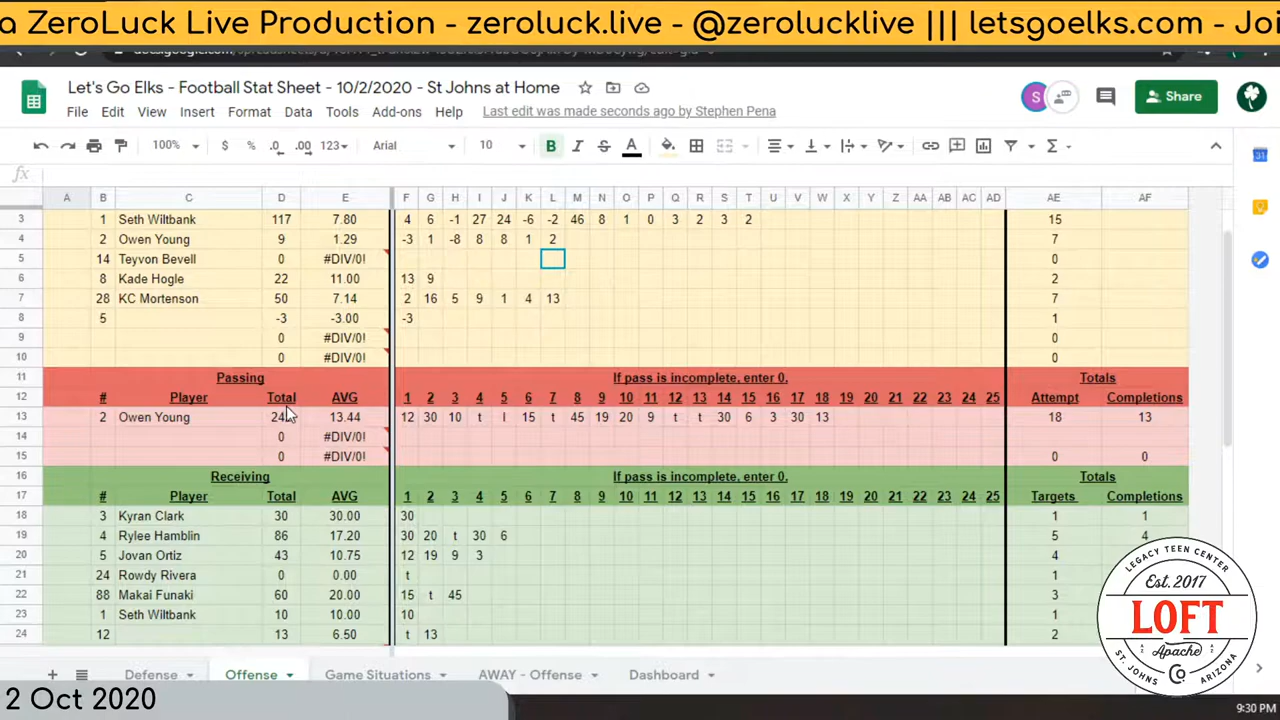 a ZeroLuck Live Production - zeroluck.live - @zerolucklive ||| letsgoelks.com - Joi
Let's Go Elks - Football Stat Sheet - 10/2/2020 - St Johns at Home
S
Share
File Edit View Insert Format Data Tools Add-ons Help Last edit was made seconds ago by Stephen Pena
100% $ % .0 .00 123 Arial 10 B I S A
fx
A B C D E F G H I J K L M N O P Q R S T U V W X Y Z AA AB AC AD AE AF
3 1 Seth Wiltbank 117 7.80 4 6 -1 27 24 -6 -2 46 8 1 0 3 2 3 2 15
4 2 Owen Young 9 1.29 -3 1 -8 8 8 1 2 7
5 14 Teyvon Bevell 0 #DIV/0! 0
6 8 Kade Hogle 22 11.00 13 9 2
7 28 KC Mortenson 50 7.14 2 16 5 9 1 4 13 7
8 5 -3 -3.00 -3 1
9 0 #DIV/0! 0
10 0 #DIV/0! 0
11 Passing If pass is incomplete, enter 0. Totals
12 # Player Total AVG 1 2 3 4 5 6 7 8 9 10 11 12 13 14 15 16 17 18 19 20 21 22 23 24 25 Attempt Completions
13 2 Owen Young 13.44 12 30 10 t I 15 t 45 19 20 9 t t 30 6 3 30 13 18 13
14 0 #DIV/0!
15 0 #DIV/0! 0 0
16 Receiving If pass is incomplete, enter 0. Totals
17 # Player Total AVG 1 2 3 4 5 6 7 8 9 10 11 12 13 14 15 16 17 18 19 20 21 22 23 24 25 Targets Completions
18 3 Kyran Clark 30 30.00 30 1 1
19 4 Rylee Hamblin 86 17.20 30 20 t 30 6 5 4
20 5 Jovan Ortiz 43 10.75 12 19 9 3 4
21 24 Rowdy Rivera 0 0.00 t 1
22 88 Makai Funaki 60 20.00 15 t 45 3
23 1 Seth Wiltbank 10 10.00 10 1
24 12 13 6.50 t 13 2
LEGACY TEEN CENTER
Est. 2017
LOFT
Apache
Co
ST. JOHNS ARIZONA
Defense Offense Game Situations AWAY - Offense Dashboard
2 Oct 2020
9:30 PM